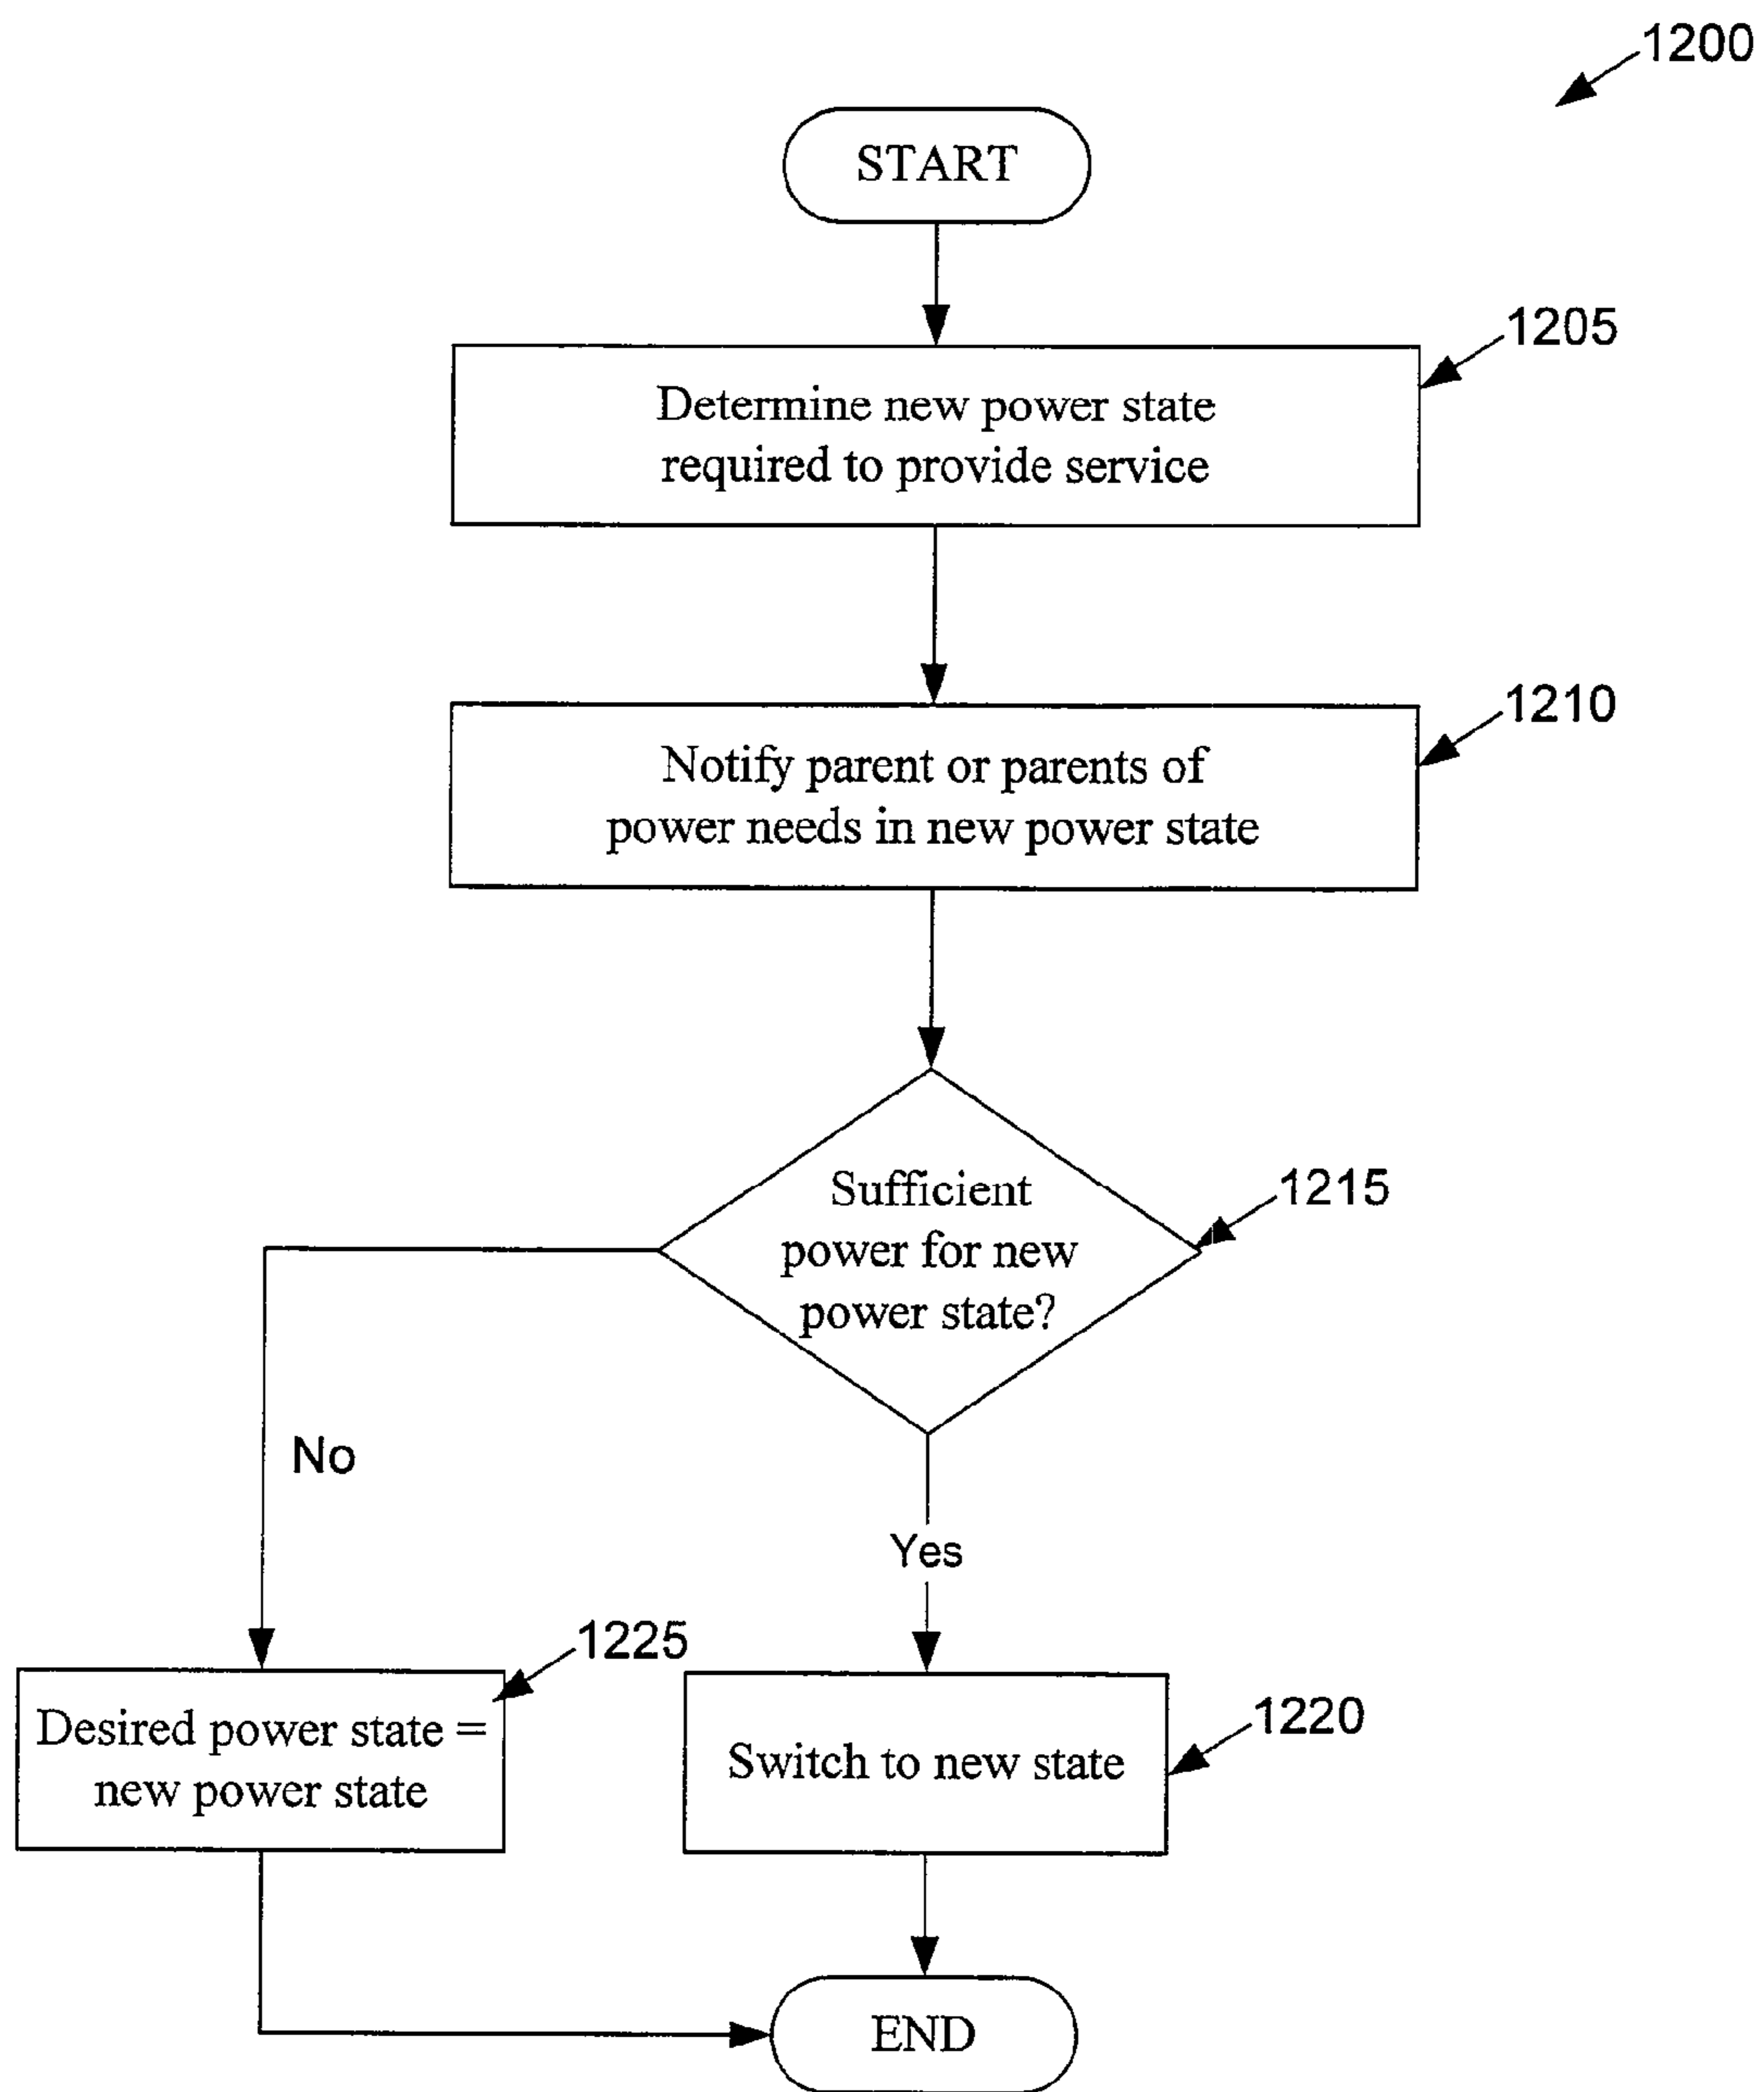 1200
START
1205
Determine new power state
required to provide service
1210
Notify parent or parents of
power needs in new power state
1215
Sufficient
power for new
power state?
No
Yes
1225
Desired power state =
new power state
1220
Switch to new state
END